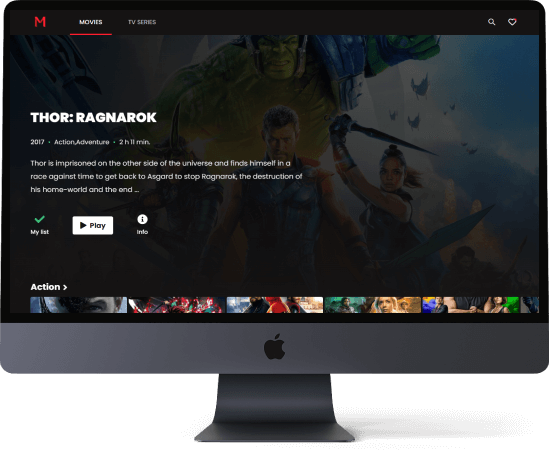 M
MOVIES
TV SERIES
THOR: RAGNAROK
2017 • Action,Adventure • 2 h 11 min.
Thor is imprisoned on the other side of the universe and finds himself in a
race against time to get back to Asgard to stop Ragnarok, the destruction of
his home-world and the end ...
My list
Play
Info
Action >